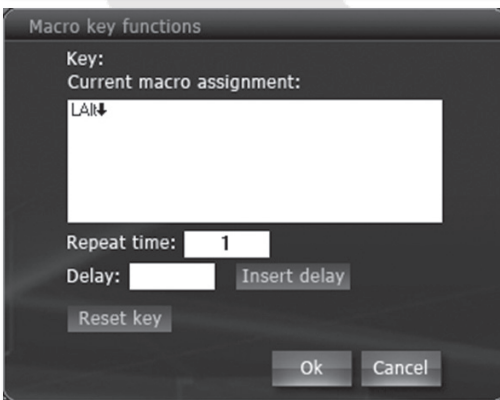 Macro key functions
Key:
Current macro assignment:
LAlt⬇
Repeat time: 1
Delay: Insert delay
Reset key
Ok Cancel